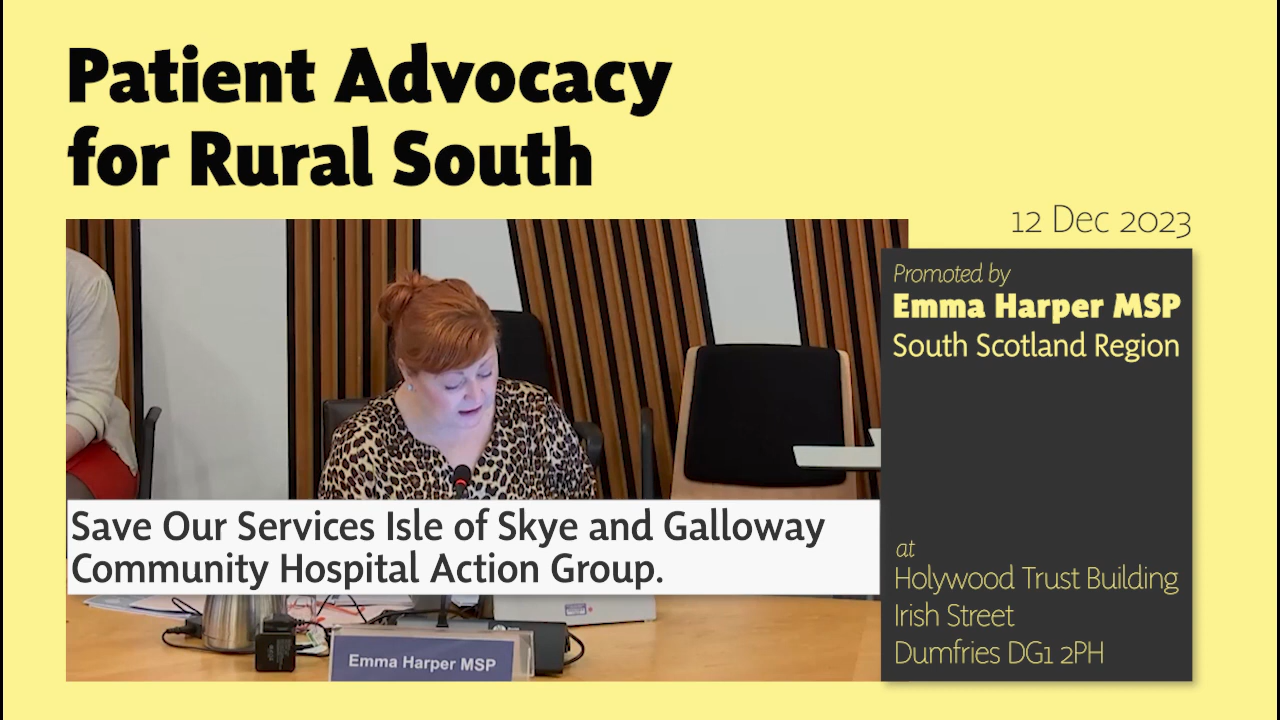 Patient Advocacy
for Rural South
12 Dec 2023
Promoted by
Emma Harper MSP
South Scotland Region
Save Our Services Isle of Skye and Galloway
Community Hospital Action Group.
at
Holywood Trust Building
Irish Street
Dumfries DG1 2PH
Emma Harper MSP